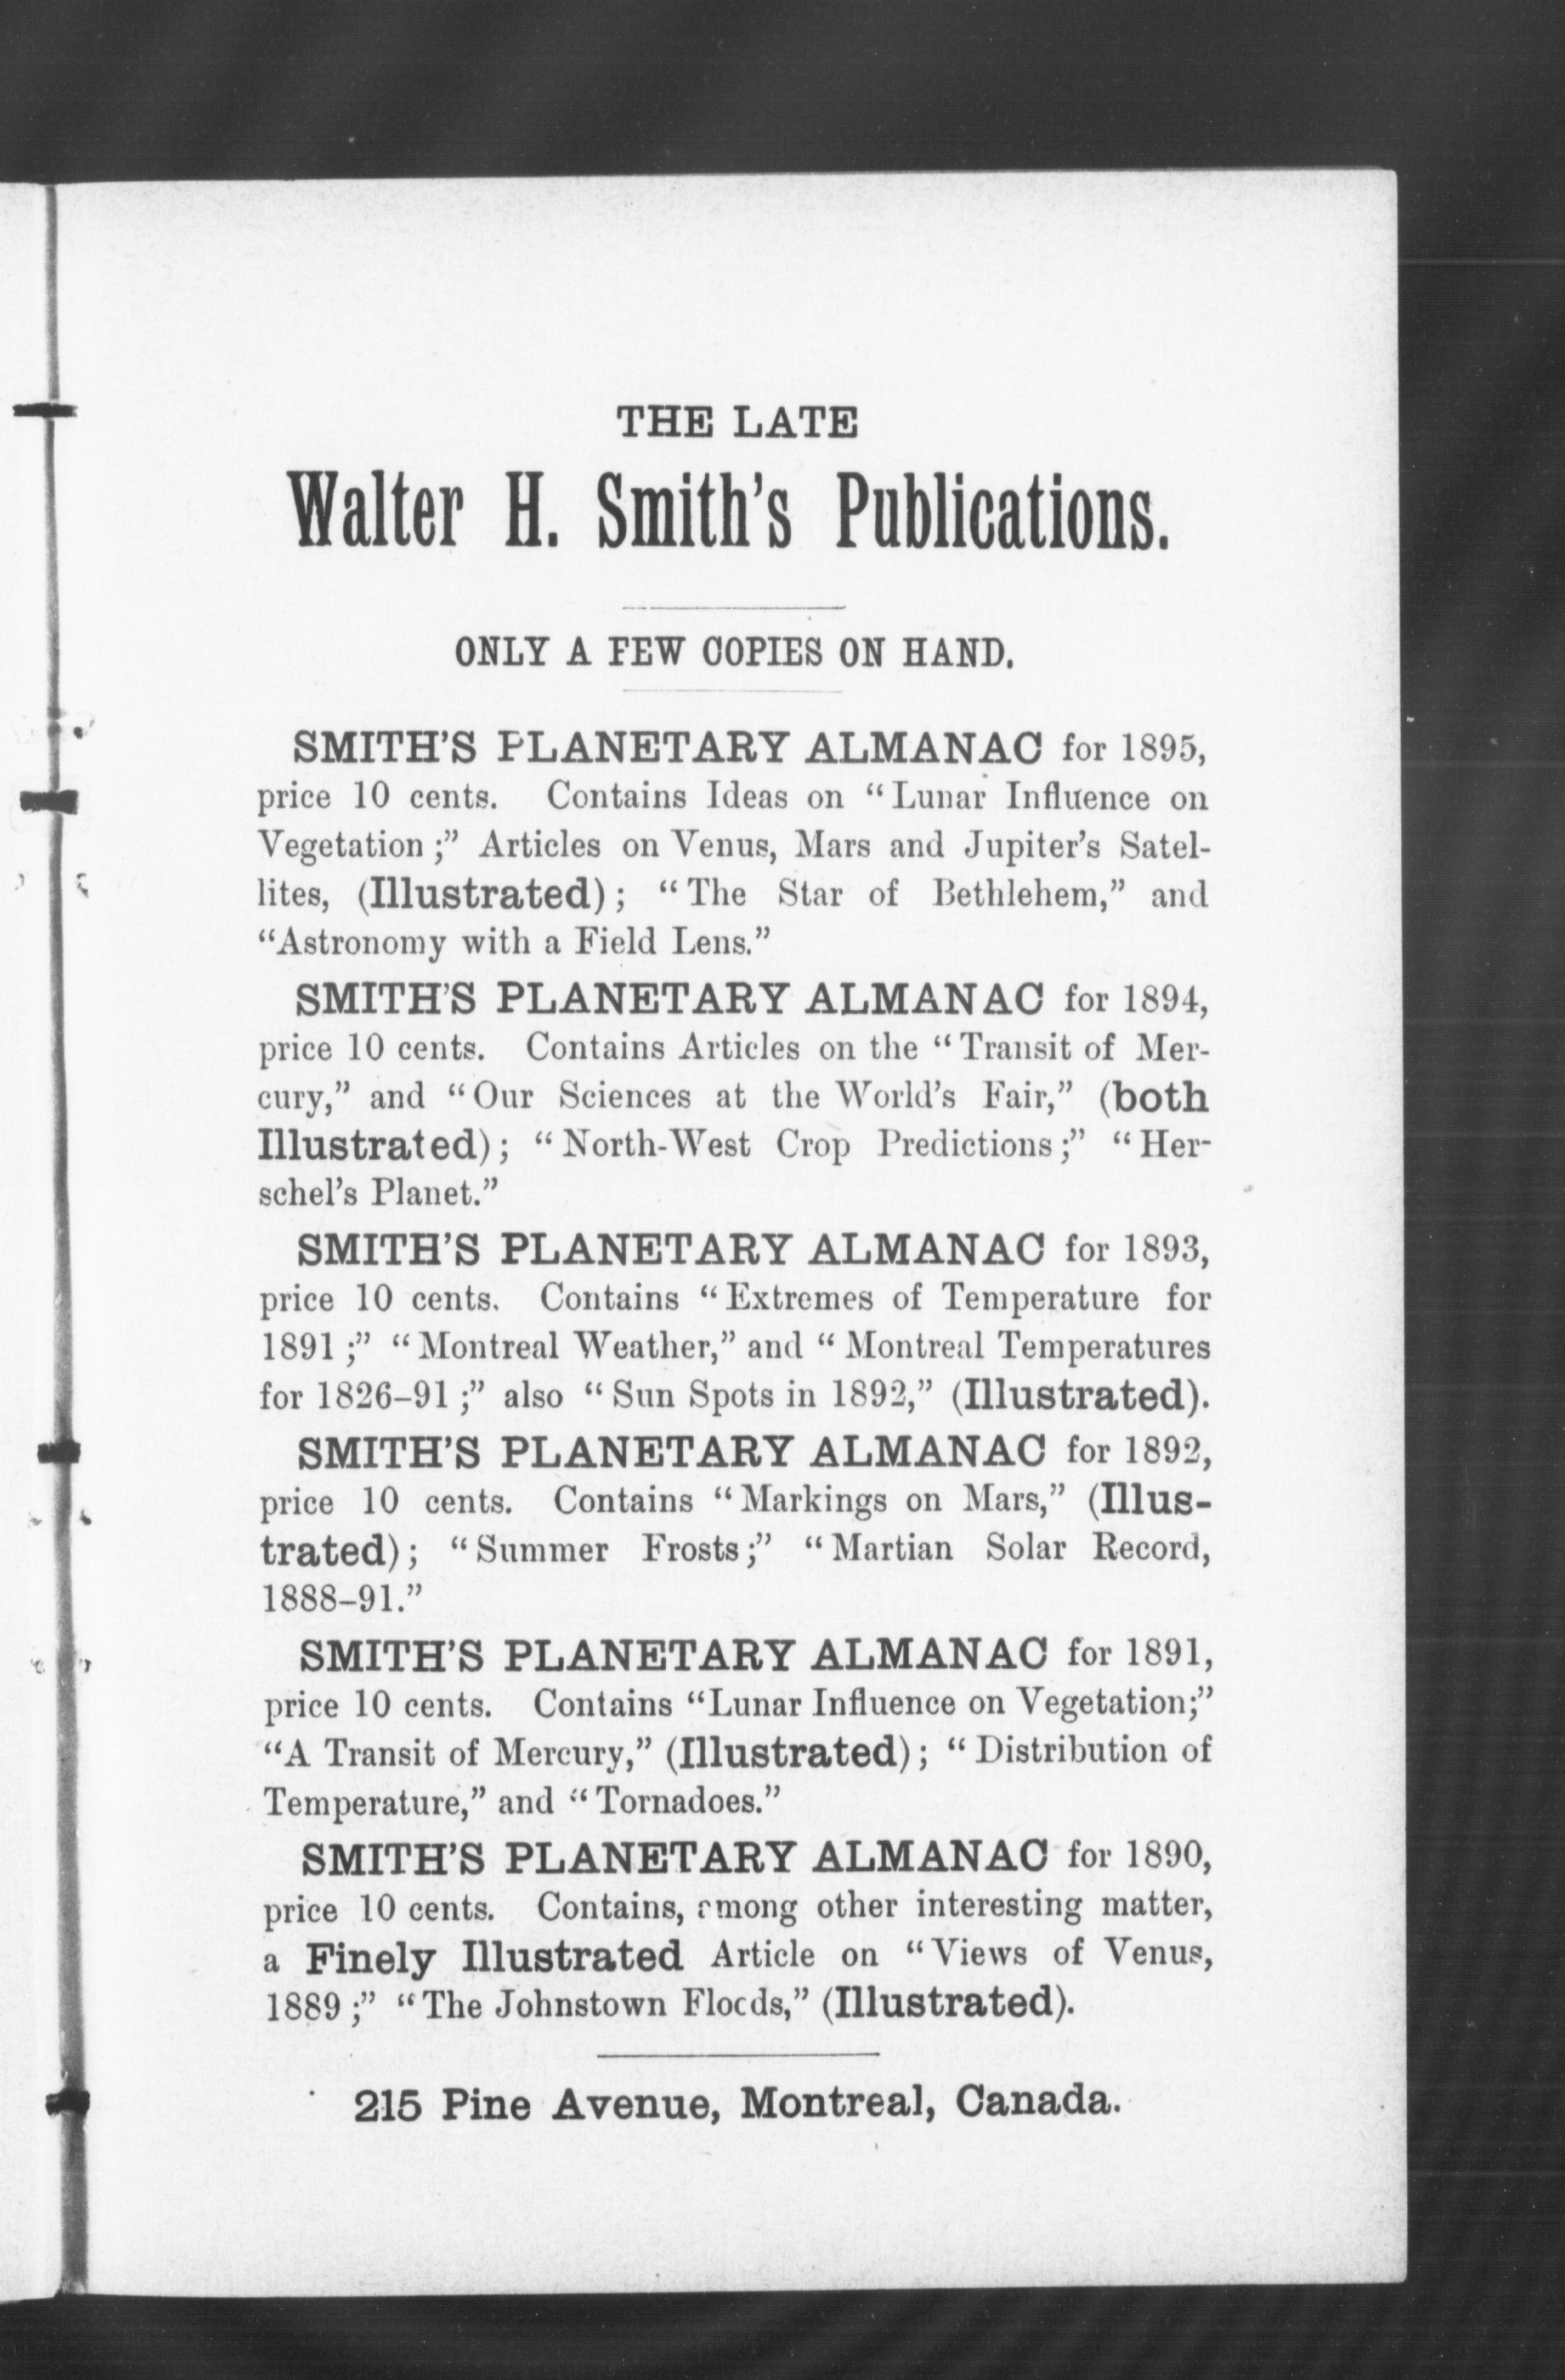 THE LATE
Walter H. Smith's Publications.
ONLY A FEW COPIES ON HAND.
SMITH'S PLANETARY ALMANAC for 1895,
price 10 cents. Contains Ideas on “Lunar Influence on
Vegetation;” Articles on Venus, Mars and Jupiter's Satel-
lites, (Illustrated); “The Star of Bethlehem,” and
“Astronomy with a Field Lens.”
SMITH'S PLANETARY ALMANAC for 1894,
price 10 cents. Contains Articles on the “Transit of Mer-
cury,” and “Our Sciences at the World's Fair,” (both
Illustrated); “North-West Crop Predictions;” “Her-
schel's Planet.”
SMITH'S PLANETARY ALMANAC for 1893,
price 10 cents. Contains “Extremes of Temperature for
1891;” “Montreal Weather,” and “Montreal Temperatures
for 1826–91;” also “Sun Spots in 1892,” (Illustrated).
SMITH'S PLANETARY ALMANAC for 1892,
price 10 cents. Contains “Markings on Mars,” (Illus-
trated); “Summer Frosts;” “Martian Solar Record,
1888–91.”
SMITH'S PLANETARY ALMANAC for 1891,
price 10 cents. Contains “Lunar Influence on Vegetation;”
“A Transit of Mercury,” (Illustrated); “Distribution of
Temperature,” and “Tornadoes.”
SMITH'S PLANETARY ALMANAC for 1890,
price 10 cents. Contains, among other interesting matter,
a Finely Illustrated Article on “Views of Venus,
1889;” “The Johnstown Floods,” (Illustrated).
215 Pine Avenue, Montreal, Canada.